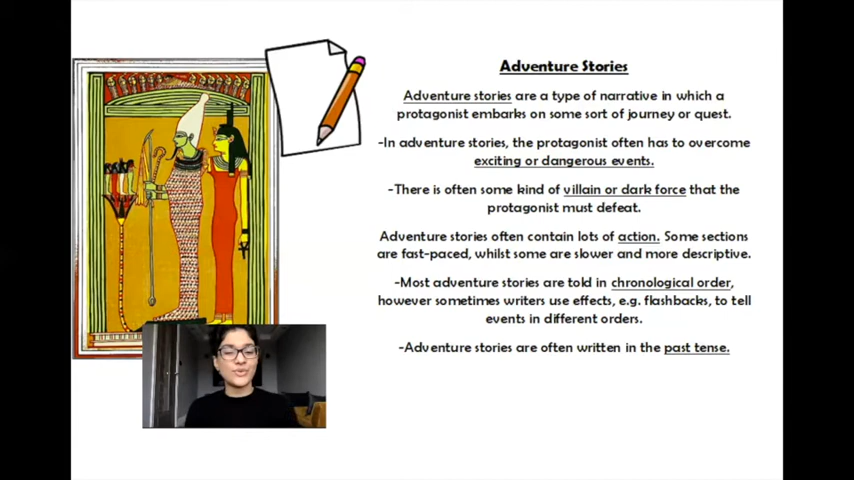 Adventure Stories
Adventure stories are a type of narrative in which a
protagonist embarks on some sort of journey or quest.
-In adventure stories, the protagonist often has to overcome
exciting or dangerous events.
-There is often some kind of villain or dark force that the
protagonist must defeat.
Adventure stories often contain lots of action. Some sections
are fast-paced, whilst some are slower and more descriptive.
-Most adventure stories are told in chronological order,
however sometimes writers use effects, e.g. flashbacks, to tell
events in different orders.
-Adventure stories are often written in the past tense.